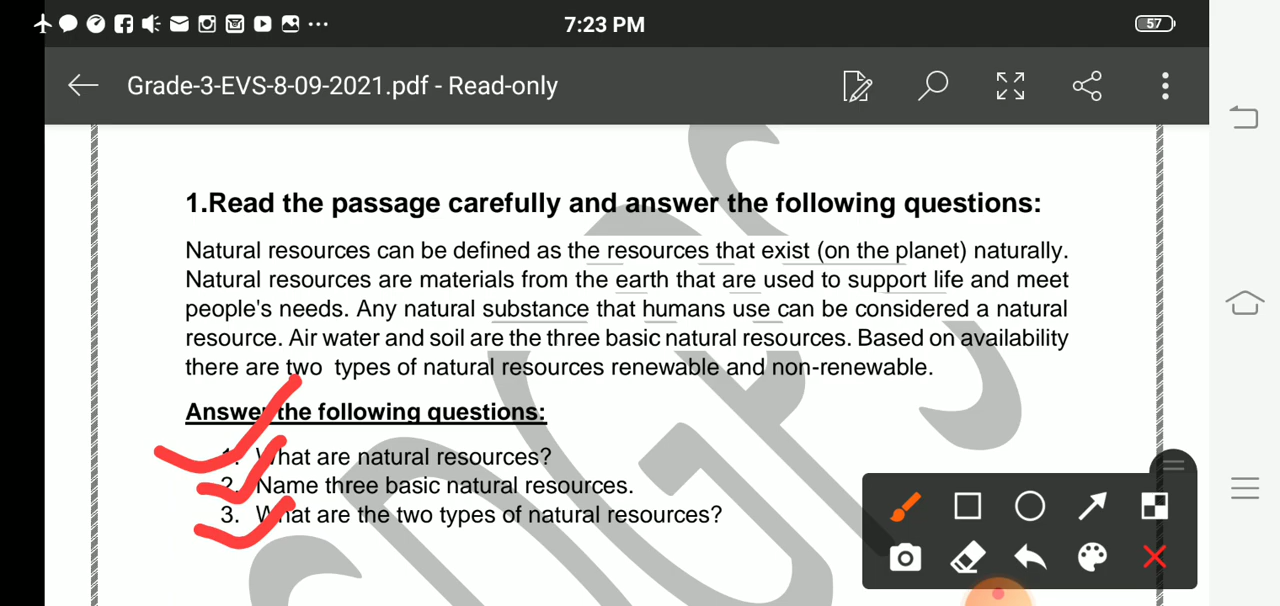 7:23 PM
57
Grade-3-EVS-8-09-2021.pdf - Read-only
1.Read the passage carefully and answer the following questions:
Natural resources can be defined as the resources that exist (on the planet) naturally.
Natural resources are materials from the earth that are used to support life and meet
people's needs. Any natural substance that humans use can be considered a natural
resource. Air water and soil are the three basic natural resources. Based on availability
there are two types of natural resources renewable and non-renewable.
Answer the following questions:
1. What are natural resources?
2. Name three basic natural resources.
3. What are the two types of natural resources?